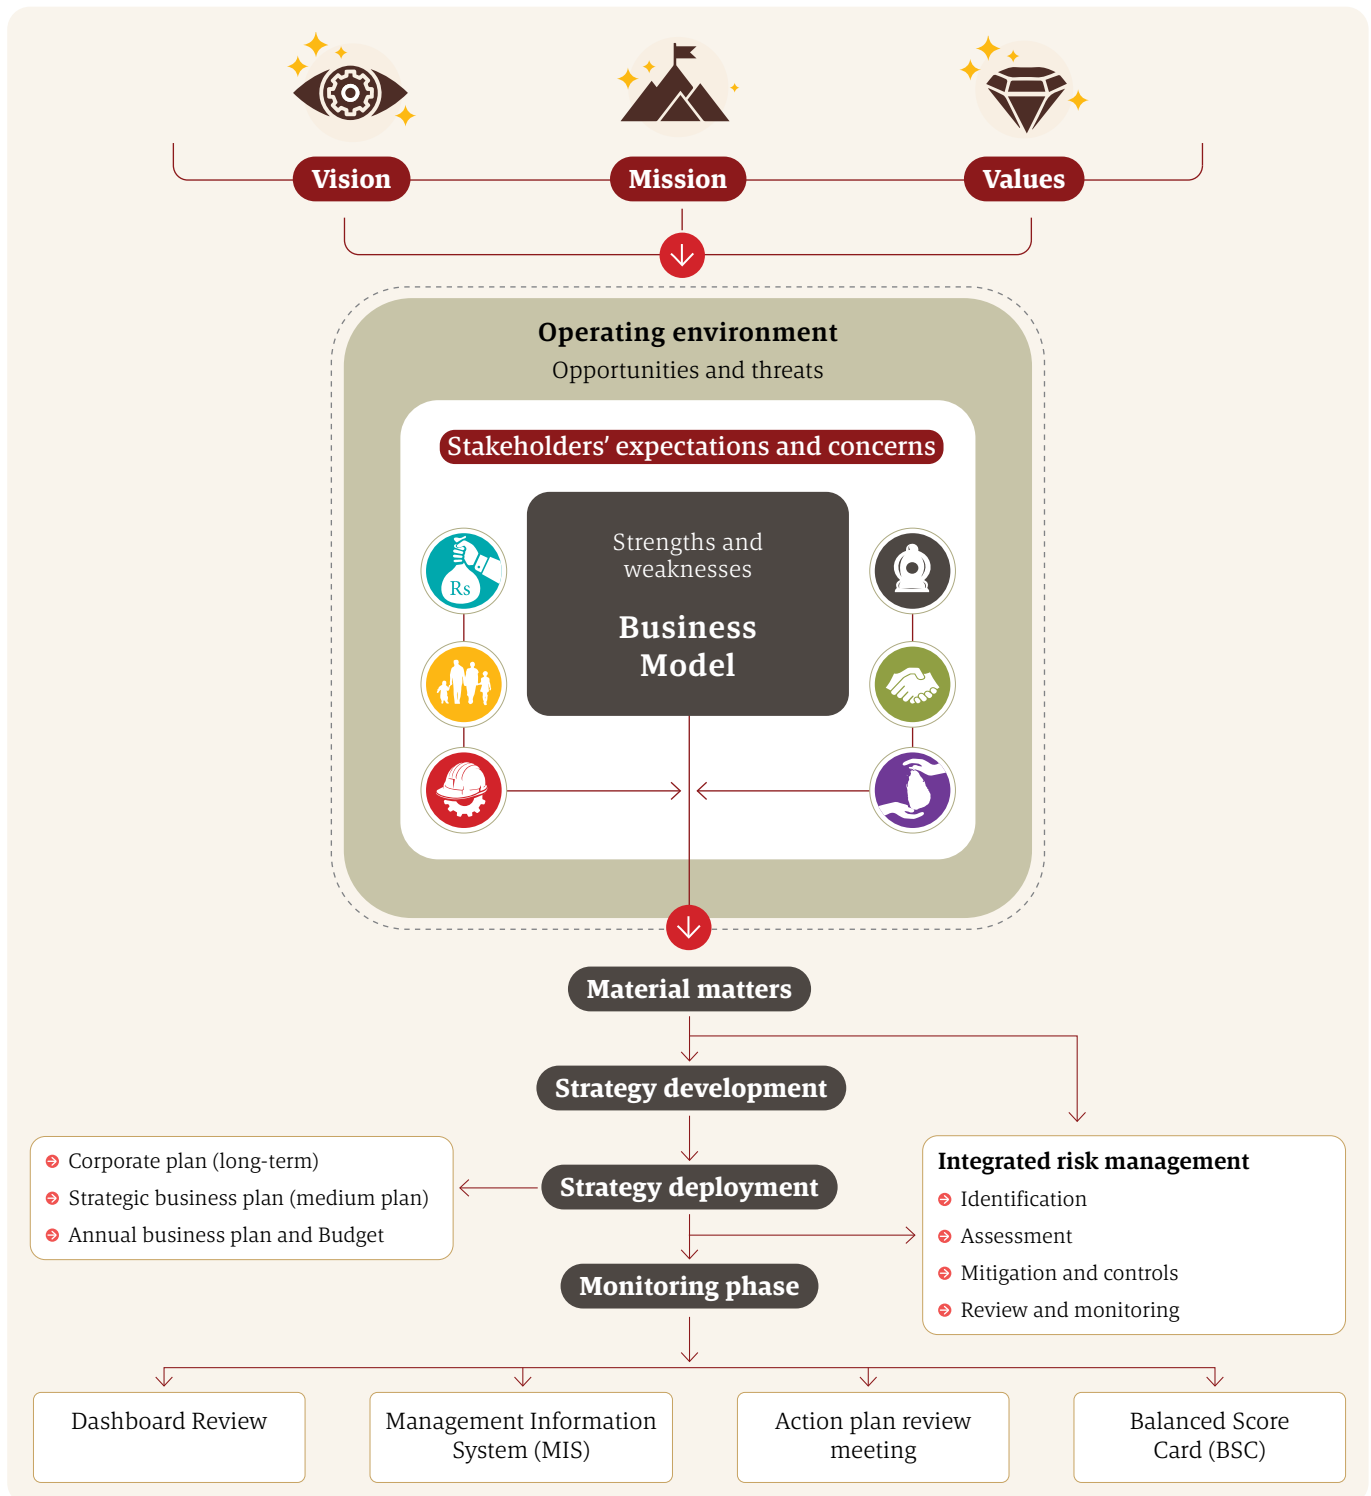 Vision
Mission
Values
Operating environment
Opportunities and threats
Stakeholders’ expectations and concerns
Strengths and
weaknesses
Business
Model
Rs
Material matters
Strategy development
Strategy deployment
Corporate plan (long-term)
Strategic business plan (medium plan)
Annual business plan and Budget
Integrated risk management
Identification
Assessment
Mitigation and controls
Review and monitoring
Monitoring phase
Dashboard Review
Management Information
System (MIS)
Action plan review
meeting
Balanced Score
Card (BSC)